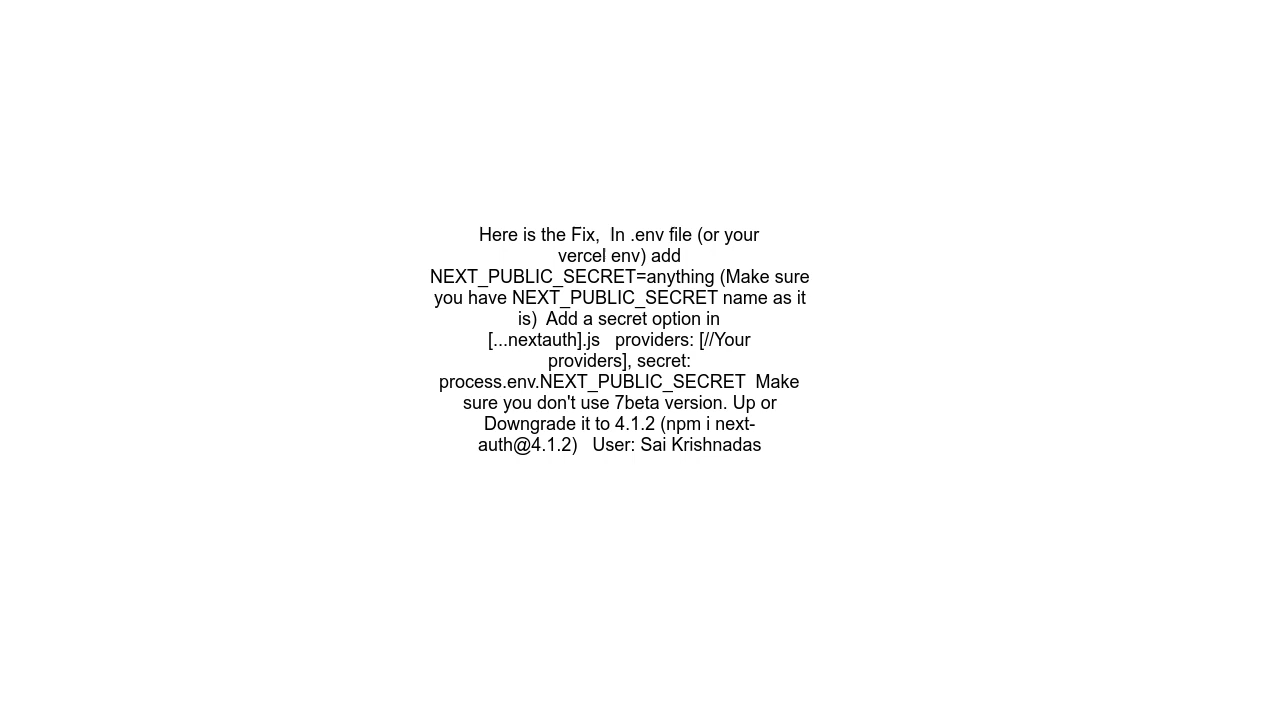 Here is the Fix,  In .env file (or your
vercel env) add
NEXT_PUBLIC_SECRET=anything (Make sure
you have NEXT_PUBLIC_SECRET name as it
is)  Add a secret option in
[...nextauth].js   providers: [//Your
providers], secret:
process.env.NEXT_PUBLIC_SECRET  Make
sure you don't use 7beta version. Up or
Downgrade it to 4.1.2 (npm i next-
auth@4.1.2)   User: Sai Krishnadas